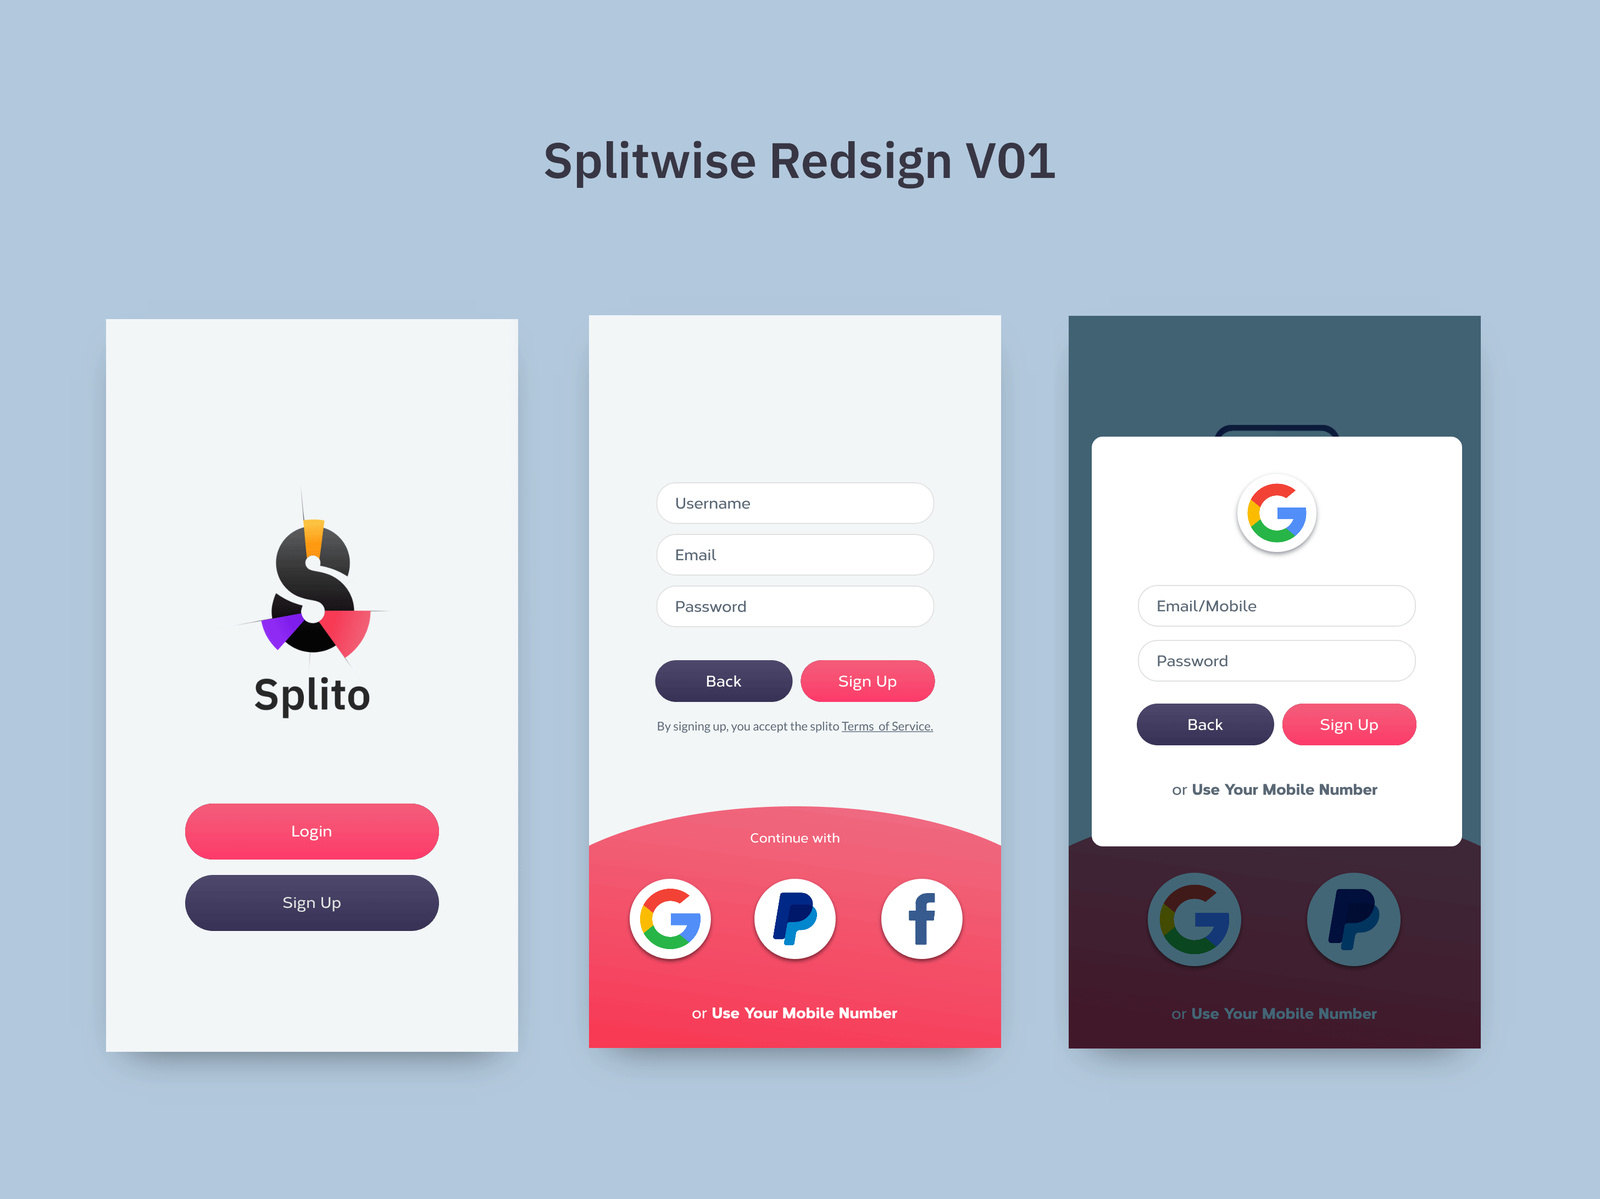 Splitwise Redsign V01
Splito
Login
Sign Up
Username
Email
Password
Back
Sign Up
By signing up, you accept the splito Terms of Service.
Continue with
or Use Your Mobile Number
Email/Mobile
Password
Back
Sign Up
or Use Your Mobile Number
or Use Your Mobile Number